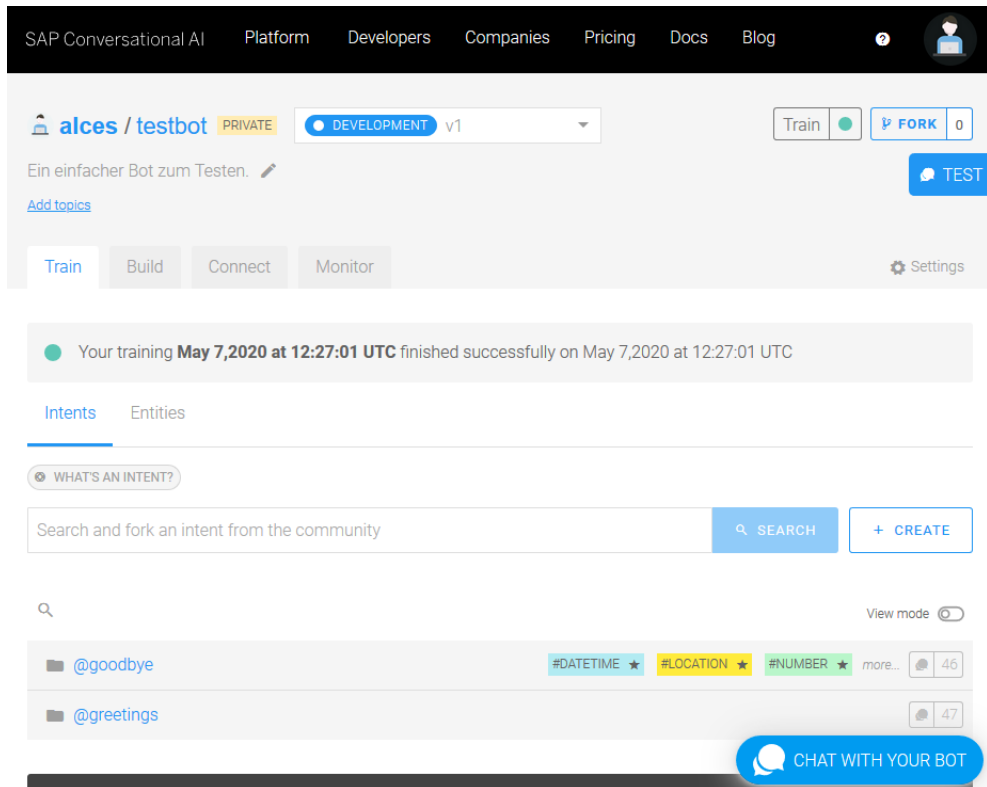 SAP Conversational AI Platform Developers Companies Pricing Docs Blog ?
alces / testbot PRIVATE DEVELOPMENT v1 Train FORK 0
Ein einfacher Bot zum Testen.
TEST
Add topics
Train Build Connect Monitor Settings
Your training May 7,2020 at 12:27:01 UTC finished successfully on May 7,2020 at 12:27:01 UTC
Intents Entities
WHAT'S AN INTENT?
Search and fork an intent from the community SEARCH + CREATE
View mode
@goodbye #DATETIME ★ #LOCATION ★ #NUMBER ★ more... 46
@greetings 47
CHAT WITH YOUR BOT